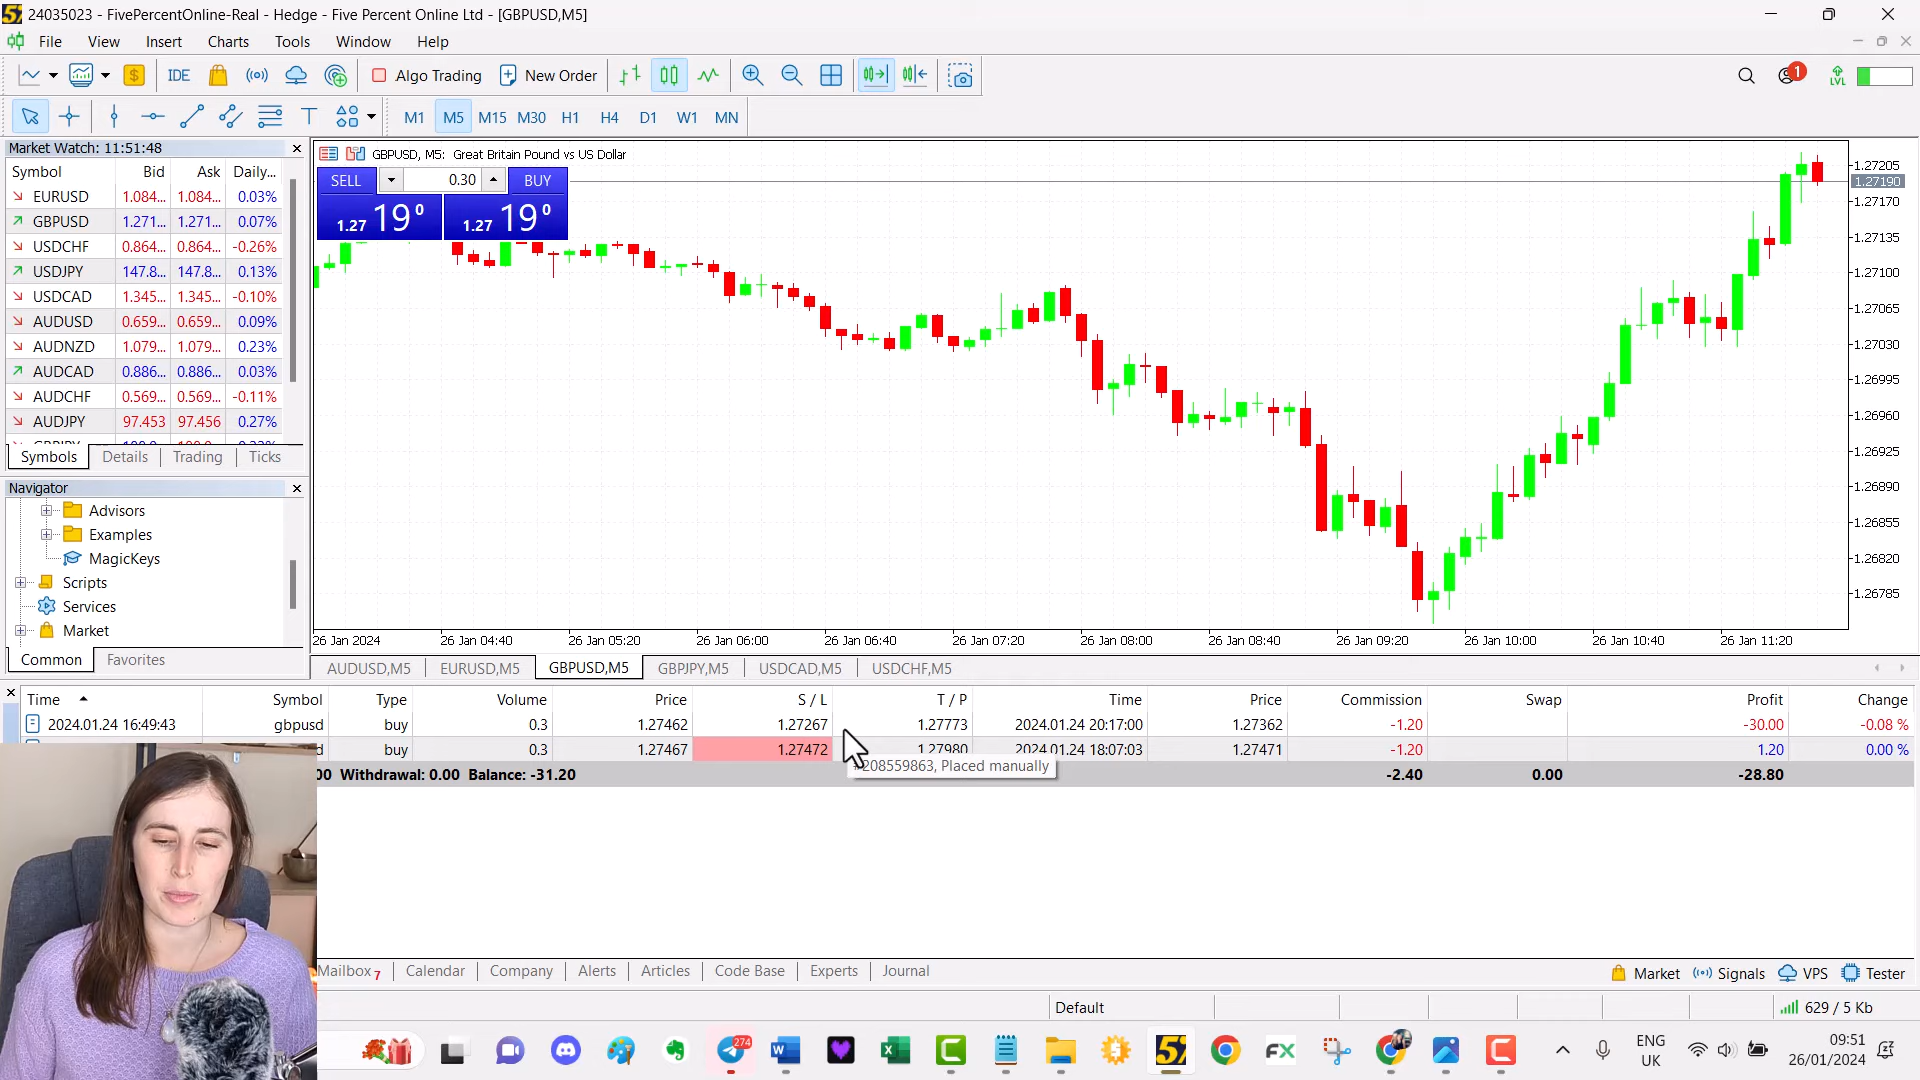 24035023 - FivePercentOnline-Real - Hedge - Five Percent Online Ltd - [GBPUSD,M5]
File View Insert Charts Tools Window Help
IDE Algo Trading New Order 1 LVL
M1 M5 M15 M30 H1 H4 D1 W1 MN
Market Watch: 11:51:48
Symbol Bid Ask Daily...
EURUSD 1.084... 1.084... 0.03%
GBPUSD 1.271... 1.271... 0.07%
USDCHF 0.864... 0.864... -0.26%
USDJPY 147.8... 147.8... 0.13%
USDCAD 1.345... 1.345... -0.10%
AUDUSD 0.659... 0.659... 0.09%
AUDNZD 1.079... 1.079... 0.23%
AUDCAD 0.886... 0.886... 0.03%
AUDCHF 0.569... 0.569... -0.11%
AUDJPY 97.453 97.456 0.27%
Symbols Details Trading Ticks
Navigator
Advisors
Examples
MagicKeys
Scripts
Services
Market
Common Favorites
GBPUSD, M5: Great Britain Pound vs US Dollar
SELL 0.30 BUY
1.27 19 0 1.27 19 0
1.27205
1.27190
1.27170
1.27135
1.27100
1.27065
1.27030
1.26995
1.26960
1.26925
1.26890
1.26855
1.26820
1.26785
26 Jan 2024 26 Jan 04:40 26 Jan 05:20 26 Jan 06:00 26 Jan 06:40 26 Jan 07:20 26 Jan 08:00 26 Jan 08:40 26 Jan 09:20 26 Jan 10:00 26 Jan 10:40 26 Jan 11:20
AUDUSD,M5 EURUSD,M5 GBPUSD,M5 GBPJPY,M5 USDCAD,M5 USDCHF,M5
Time Symbol Type Volume Price S / L T / P Time Price Commission Swap Profit Change
2024.01.24 16:49:43 gbpusd buy 0.3 1.27462 1.27267 1.27773 2024.01.24 20:17:00 1.27362 -1.20 -30.00 -0.08 %
d buy 0.3 1.27467 1.27472 1.27980 2024.01.24 18:07:03 1.27471 -1.20 1.20 0.00 %
208559863, Placed manually
00 Withdrawal: 0.00 Balance: -31.20 -2.40 0.00 -28.80
Mailbox 7 Calendar Company Alerts Articles Code Base Experts Journal
Market Signals VPS Tester
Default 629 / 5 Kb
274 FX
ENG
UK
09:51
26/01/2024